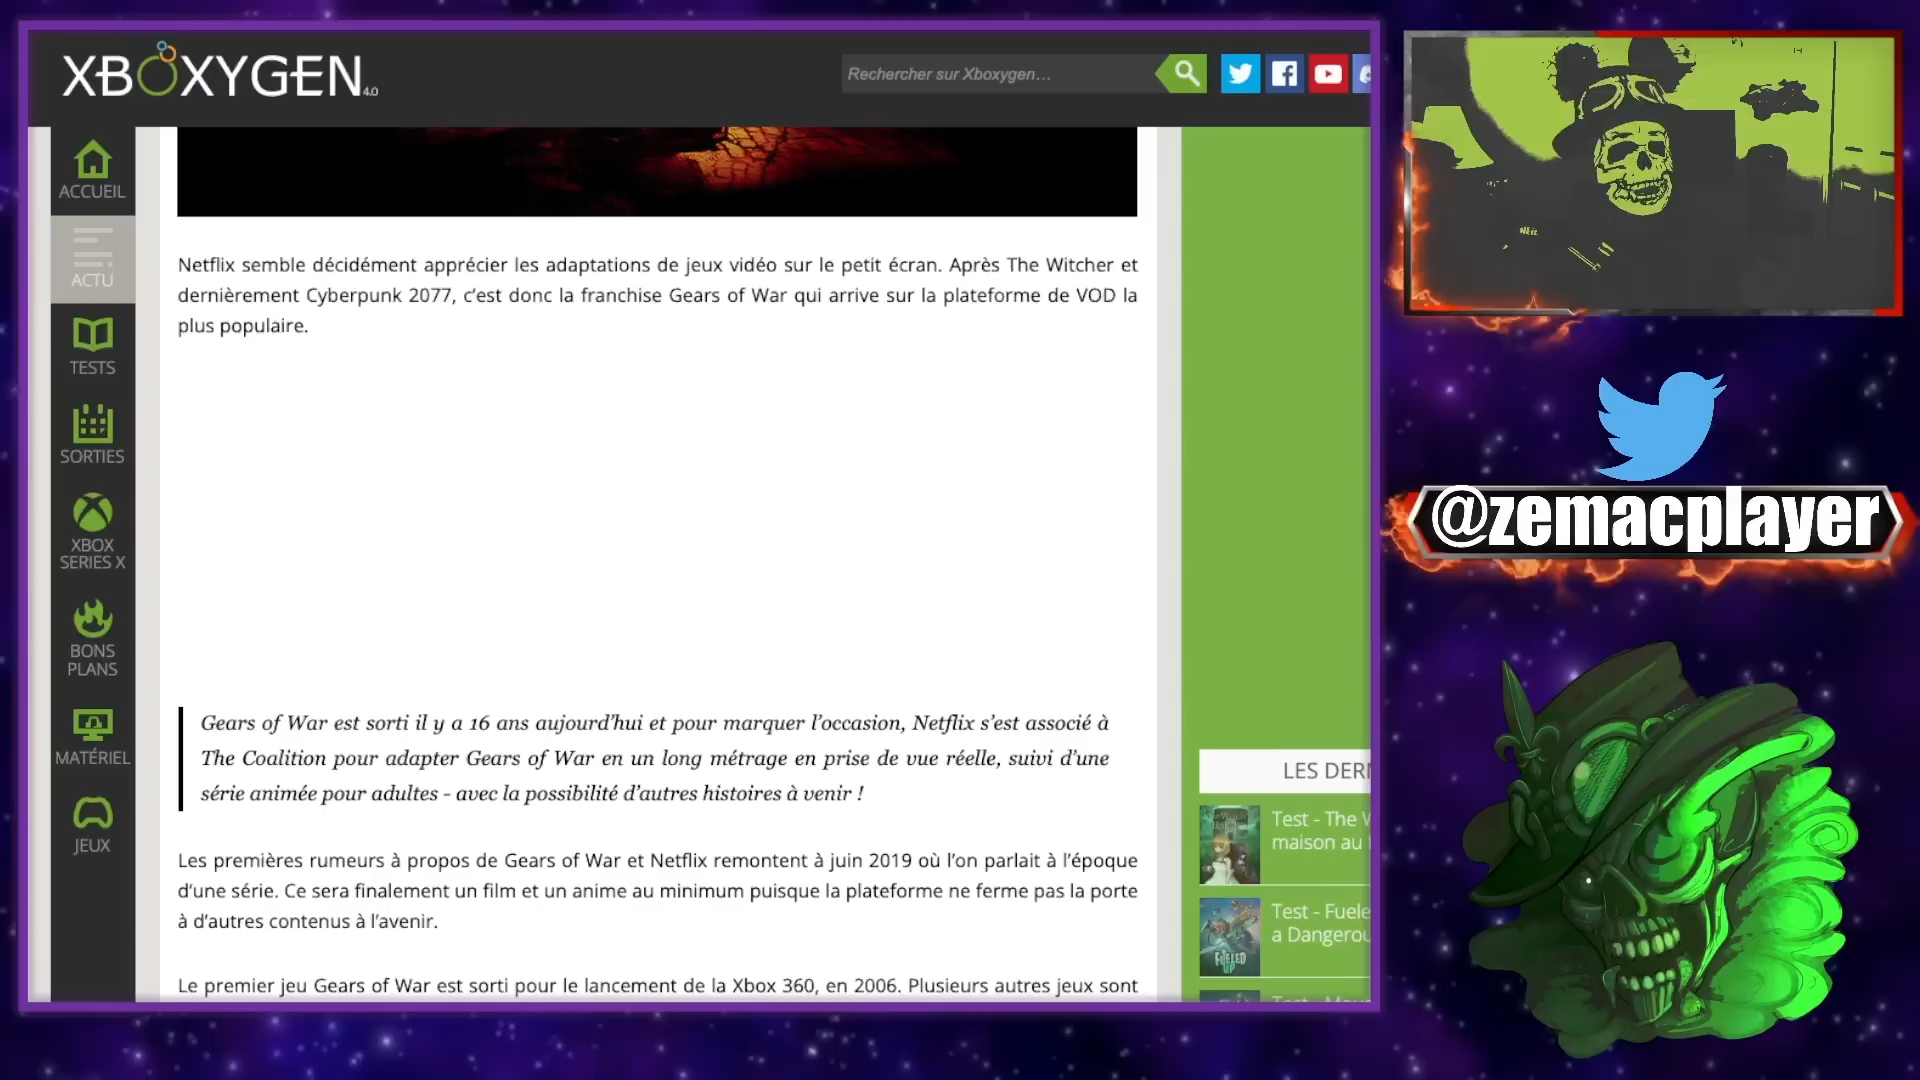 XBOXYGEN 4.0
Rechercher sur Xboxygen...
ACCUEIL
ACTU
TESTS
SORTIES
XBOX
SERIES X
BONS
PLANS
MATÉRIEL
JEUX
Netflix semble décidément apprécier les adaptations de jeux vidéo sur le petit écran. Après The Witcher et
dernièrement Cyberpunk 2077, c'est donc la franchise Gears of War qui arrive sur la plateforme de VOD la
plus populaire.
Gears of War est sorti il y a 16 ans aujourd'hui et pour marquer l'occasion, Netflix s'est associé à
The Coalition pour adapter Gears of War en un long métrage en prise de vue réelle, suivi d'une
série animée pour adultes - avec la possibilité d'autres histoires à venir !
Les premières rumeurs à propos de Gears of War et Netflix remontent à juin 2019 où l'on parlait à l'époque
d'une série. Ce sera finalement un film et un anime au minimum puisque la plateforme ne ferme pas la porte
à d'autres contenus à l'avenir.
Le premier jeu Gears of War est sorti pour le lancement de la Xbox 360, en 2006. Plusieurs autres jeux sont
LES DER
Test - The W
maison au
Test - Fuele
a Dangerou
FUELED
UP
@zemacplayer